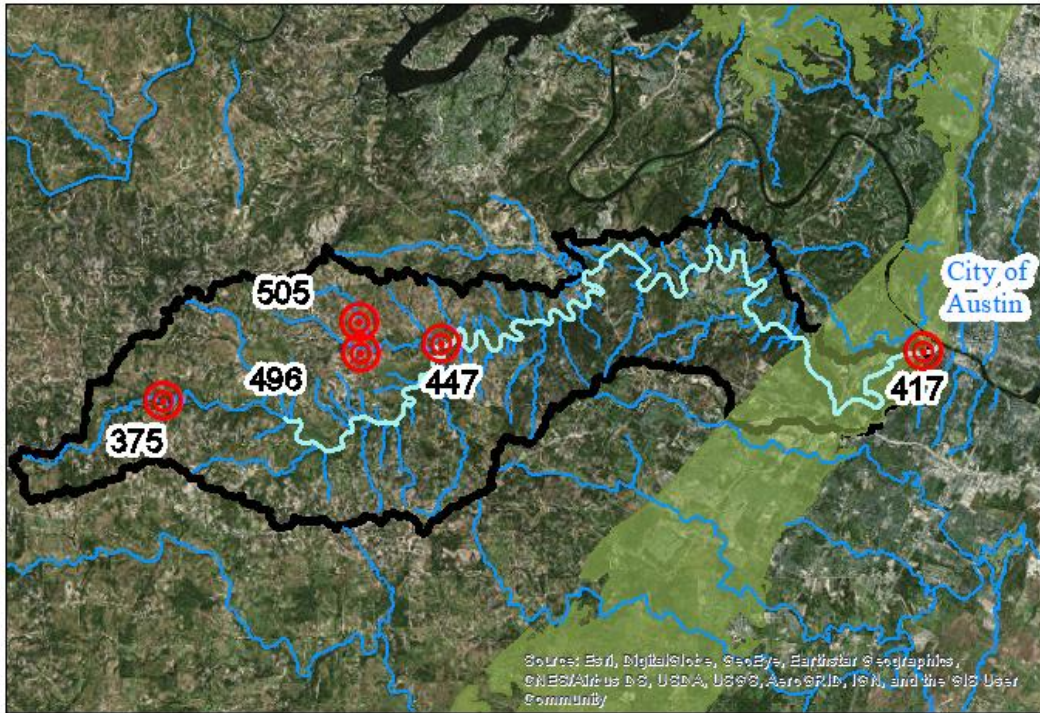 505
City of
Austin
496
447
417
375
Source: Esri, DigitalGlobe, GeoEye, Earthstar Geographics,
CNES/Airbus DS, USDA, USGS, AeroGRID, IGN, and the GIS User
Community